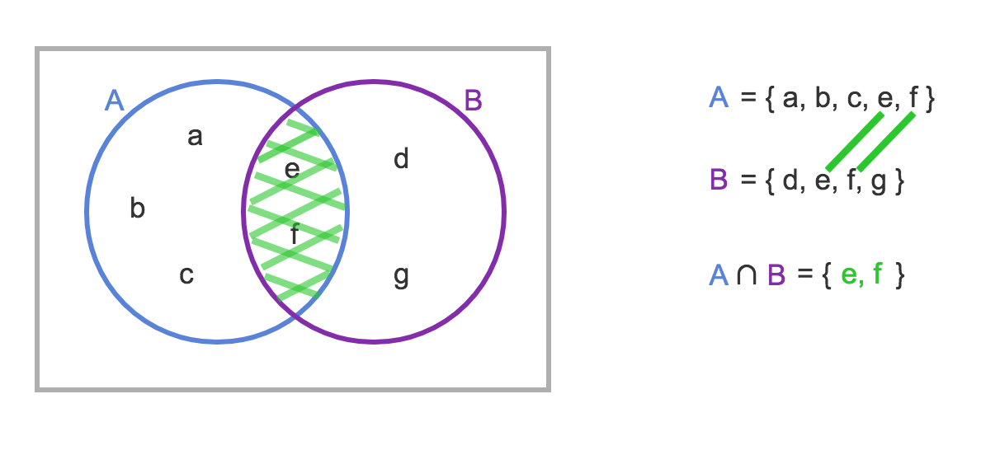 A
B
a
e
d
b
f
c
g
A = { a, b, c, e, f }
B = { d, e, f, g }
A ∩ B = { e, f }